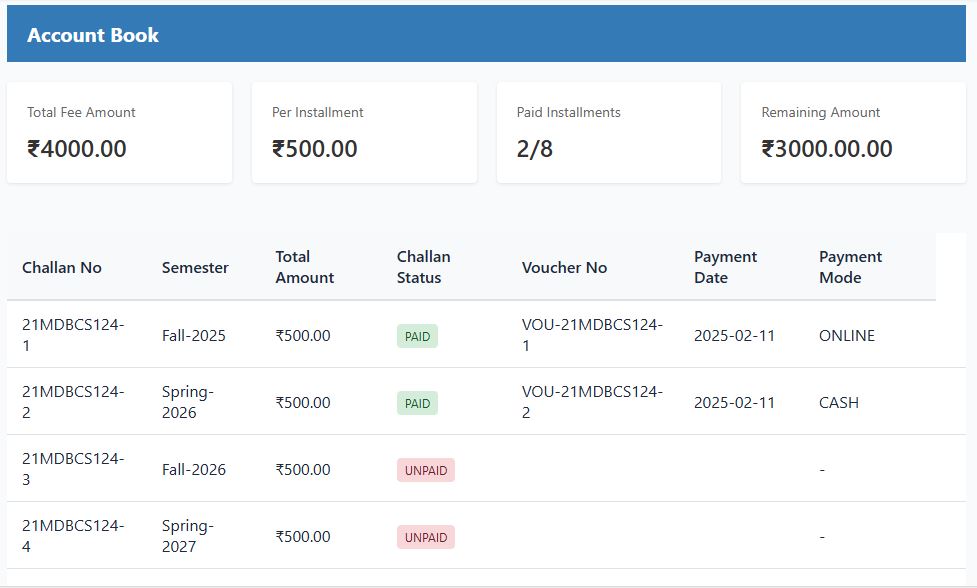 Account Book
Total Fee Amount
₹4000.00
Per Installment
₹500.00
Paid Installments
2/8
Remaining Amount
₹3000.00.00
Challan No Semester Total Amount Challan Status Voucher No Payment Date Payment Mode
21MDBCS124-1 Fall-2025 ₹500.00 PAID VOU-21MDBCS124-1 2025-02-11 ONLINE
21MDBCS124-2 Spring-2026 ₹500.00 PAID VOU-21MDBCS124-2 2025-02-11 CASH
21MDBCS124-3 Fall-2026 ₹500.00 UNPAID -
21MDBCS124-4 Spring-2027 ₹500.00 UNPAID -